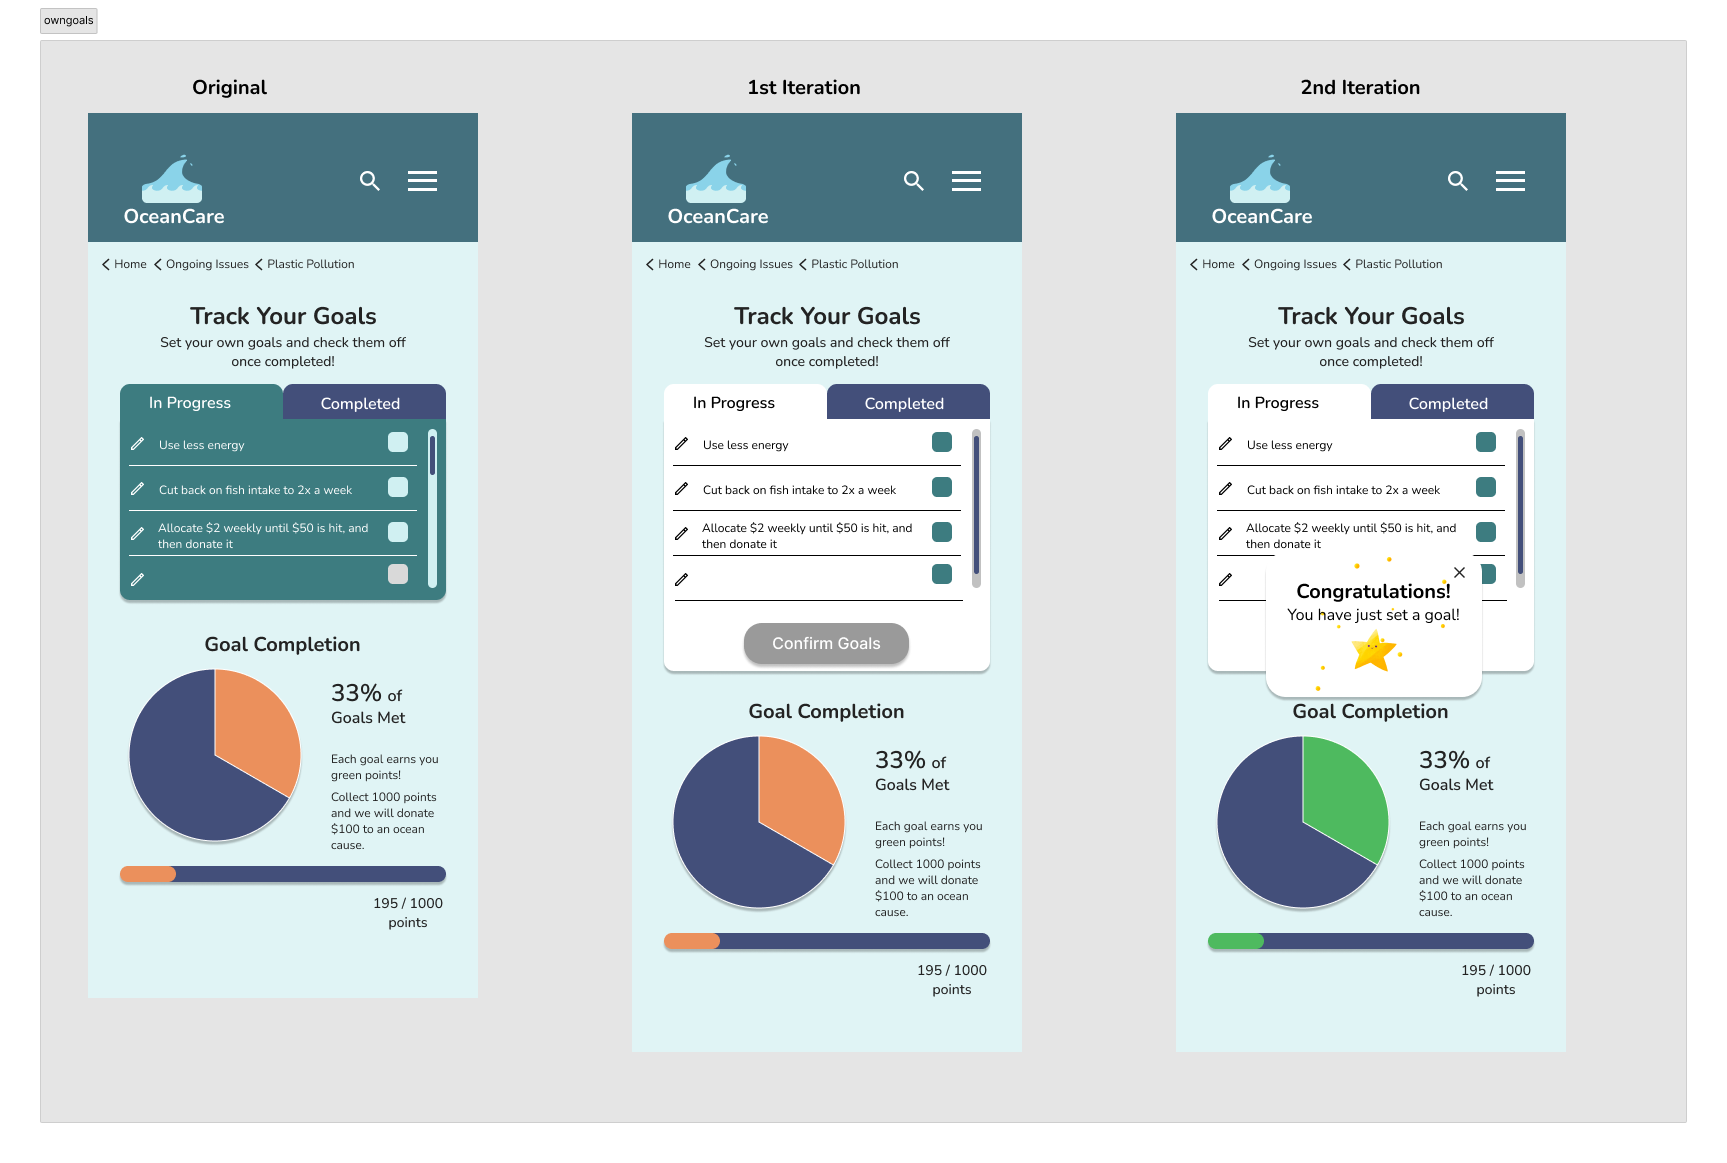 owngoals
Original
OceanCare
Home Ongoing Issues Plastic Pollution
Track Your Goals
Set your own goals and check them off
once completed!
In Progress Completed
Use less energy
Cut back on fish intake to 2x a week
Allocate $2 weekly until $50 is hit, and
then donate it
Goal Completion
33% of
Goals Met
Each goal earns you
green points!
Collect 1000 points
and we will donate
$100 to an ocean
cause.
195 / 1000
points
1st Iteration
OceanCare
Home Ongoing Issues Plastic Pollution
Track Your Goals
Set your own goals and check them off
once completed!
In Progress Completed
Use less energy
Cut back on fish intake to 2x a week
Allocate $2 weekly until $50 is hit, and
then donate it
Confirm Goals
Goal Completion
33% of
Goals Met
Each goal earns you
green points!
Collect 1000 points
and we will donate
$100 to an ocean
cause.
195 / 1000
points
2nd Iteration
OceanCare
Home Ongoing Issues Plastic Pollution
Track Your Goals
Set your own goals and check them off
once completed!
In Progress Completed
Use less energy
Cut back on fish intake to 2x a week
Allocate $2 weekly until $50 is hit, and
then donate it
Congratulations!
You have just set a goal!
Goal Completion
33% of
Goals Met
Each goal earns you
green points!
Collect 1000 points
and we will donate
$100 to an ocean
cause.
195 / 1000
points